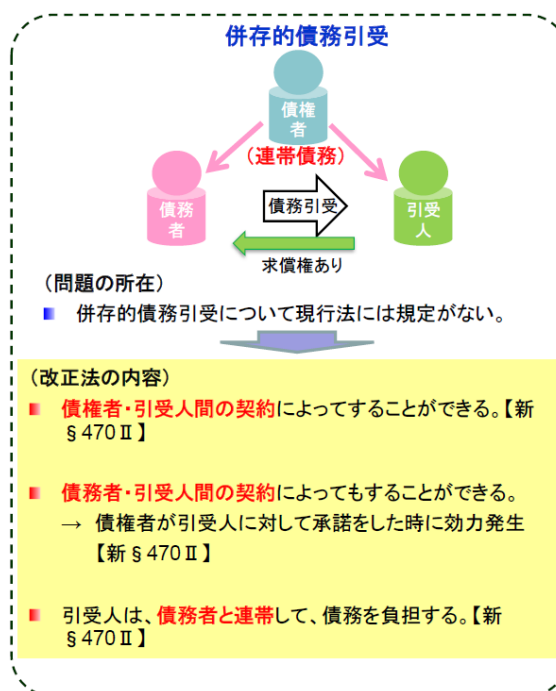 併存的債務引受
債権
者
（連帯債務）
債務
者
債務引受
引受
人
求償権あり
（問題の所在）
併存的債務引受について現行法には規定がない。
（改正法の内容）
債権者・引受人間の契約によってすることができる。【新
§470Ⅱ】
債務者・引受人間の契約によってもすることができる。
→ 債権者が引受人に対して承諾をした時に効力発生
【新§470Ⅱ】
引受人は、債務者と連帯して、債務を負担する。【新
§470Ⅱ】